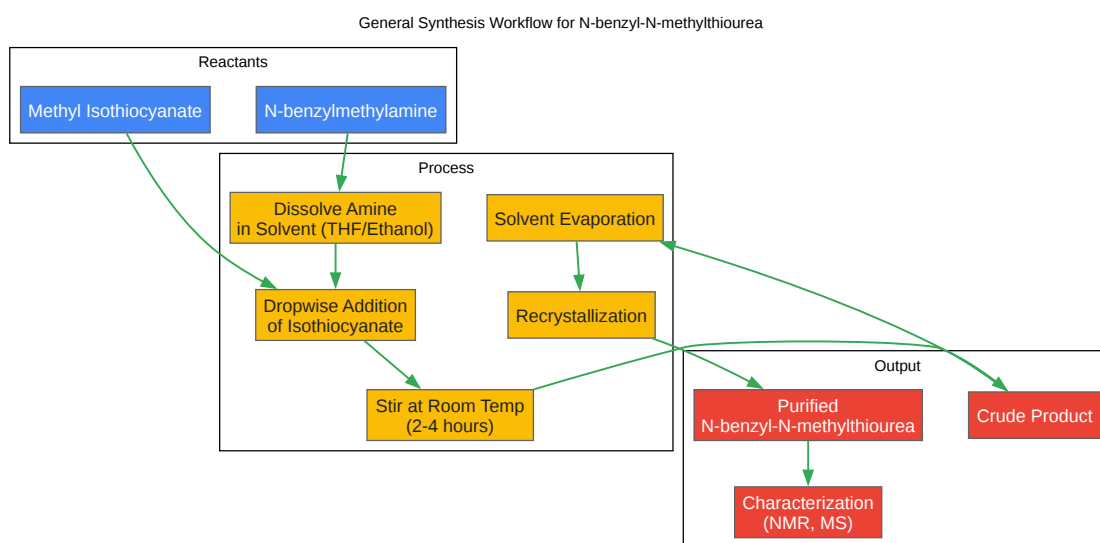 General Synthesis Workflow for N-benzyl-N-methylthiourea
Reactants
Methyl Isothiocyanate
N-benzylmethylamine
Process
Dissolve Amine
in Solvent (THF/Ethanol)
Solvent Evaporation
Dropwise Addition
of Isothiocyanate
Recrystallization
Stir at Room Temp
(2-4 hours)
Output
Purified
N-benzyl-N-methylthiourea
Crude Product
Characterization
(NMR, MS)